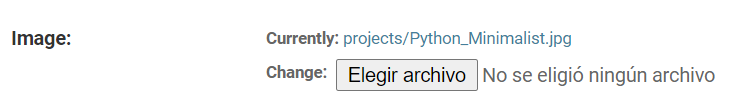 Image: Currently: projects/Python_Minimalist.jpg
Change: Elegir archivo No se eligió ningún archivo